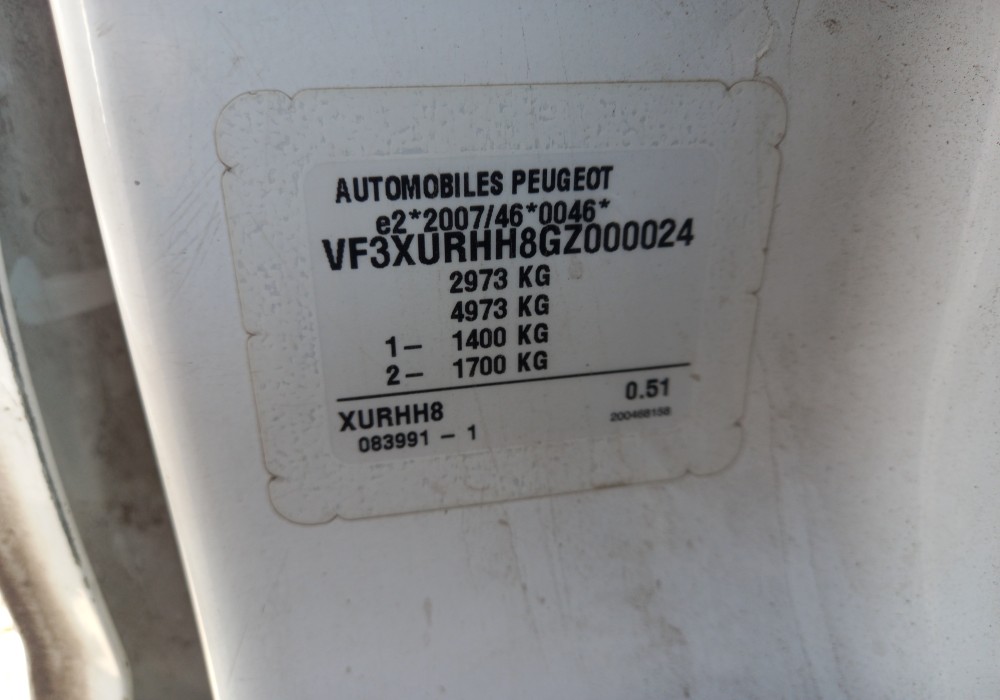 AUTOMOBILES PEUGEOT
e2*2007/46*0046*
VF3XURHH8GZ000024
2973 KG
4973 KG
1– 1400 KG
2– 1700 KG
XURHH8 0.51
083991 – 1 200468158